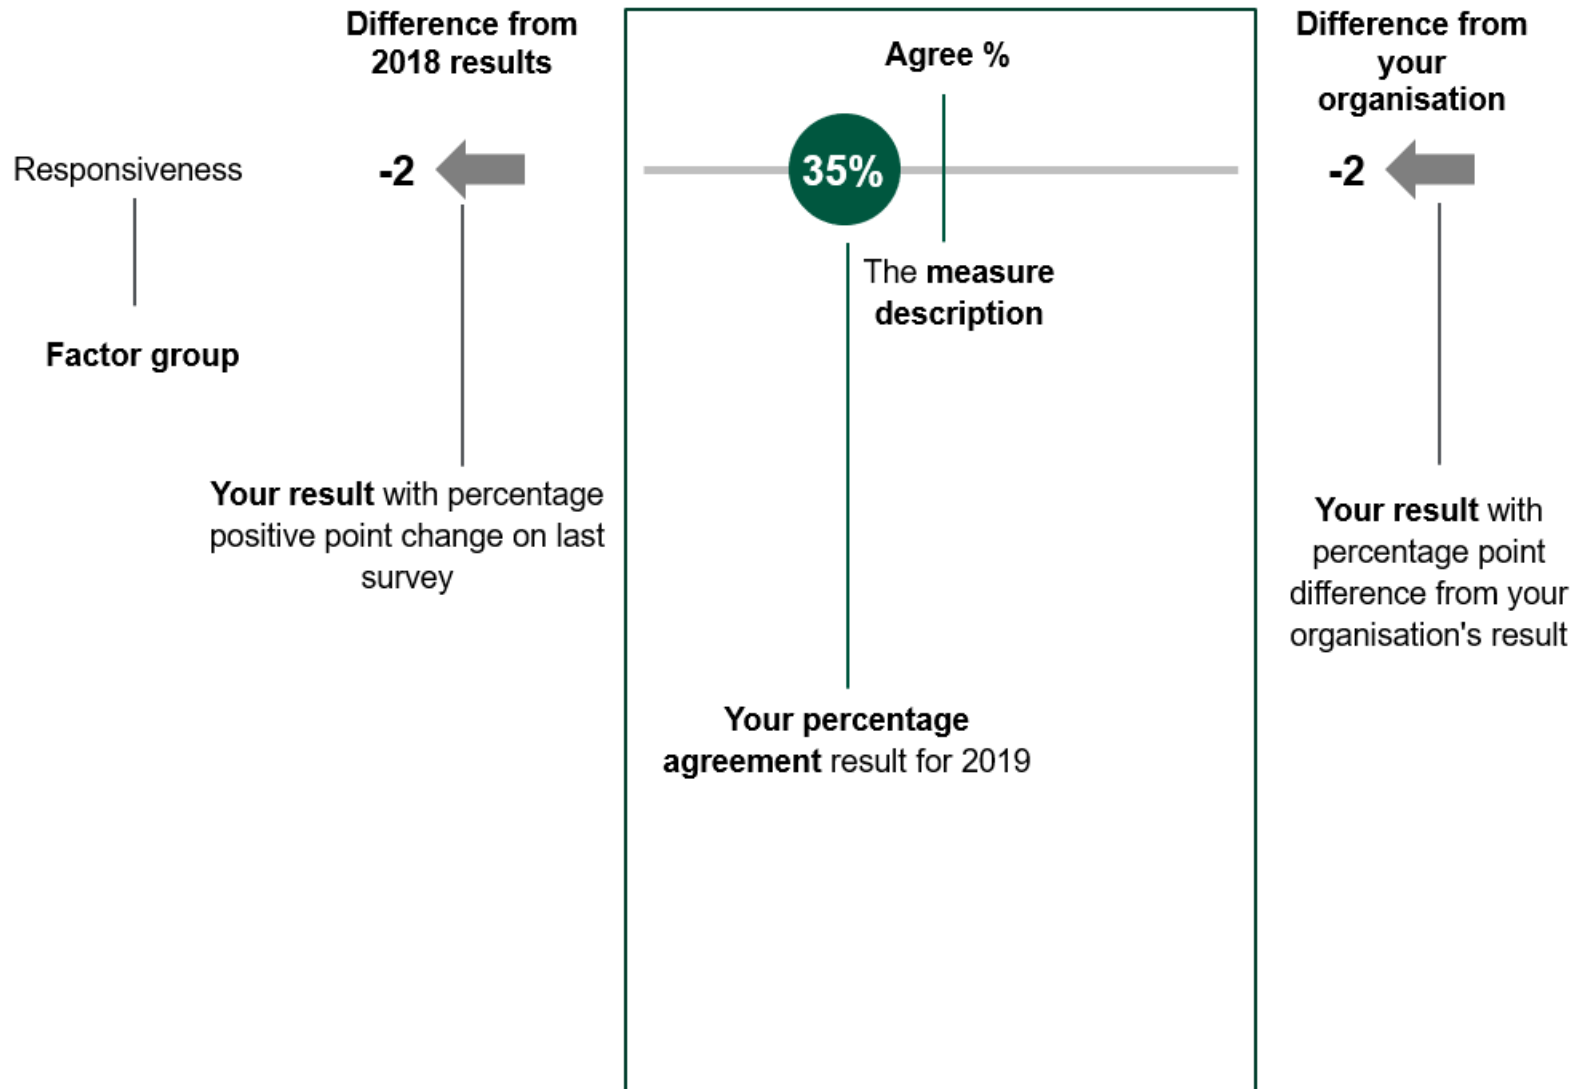 Difference from
2018 results
Agree %
Difference from
your
organisation
Responsiveness
-2
35%
-2
The measure
description
Factor group
Your result with percentage
positive point change on last
survey
Your result with
percentage point
difference from your
organisation's result
Your percentage
agreement result for 2019